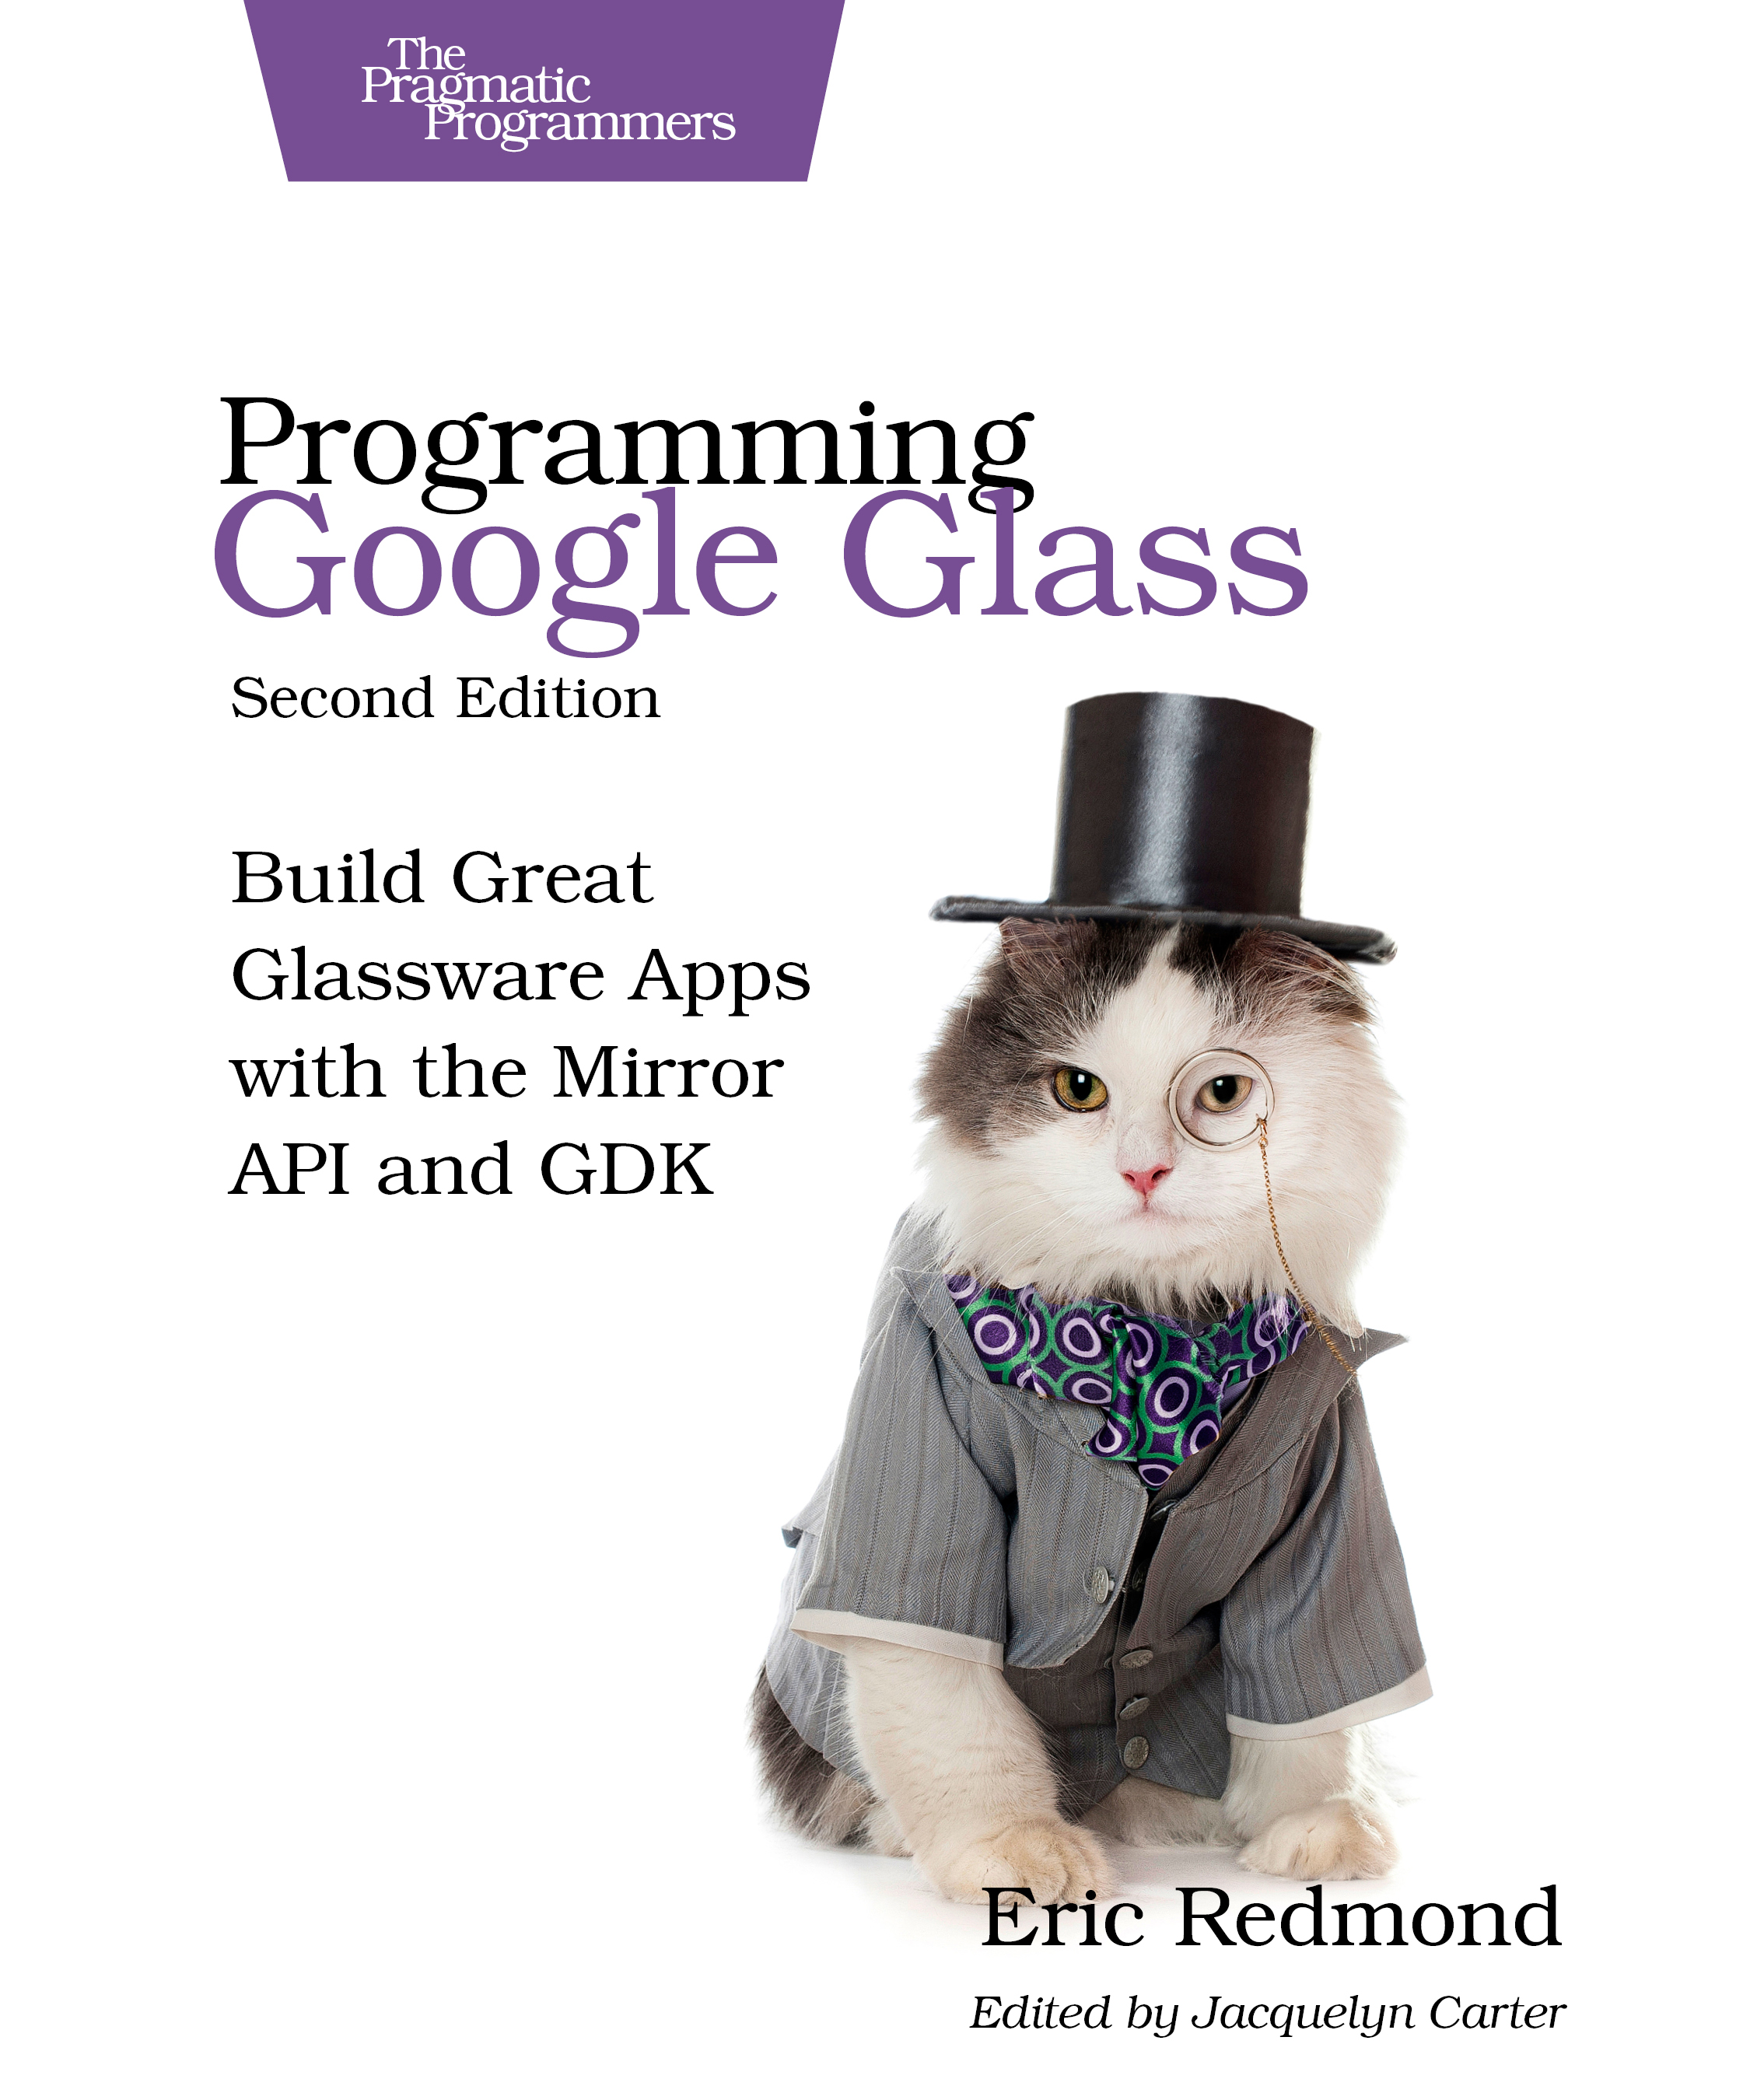 The
Pragmatic
Programmers
Programming
Google Glass
Second Edition
Build Great
Glassware Apps
with the Mirror
API and GDK
Eric Redmond
Edited by Jacquelyn Carter